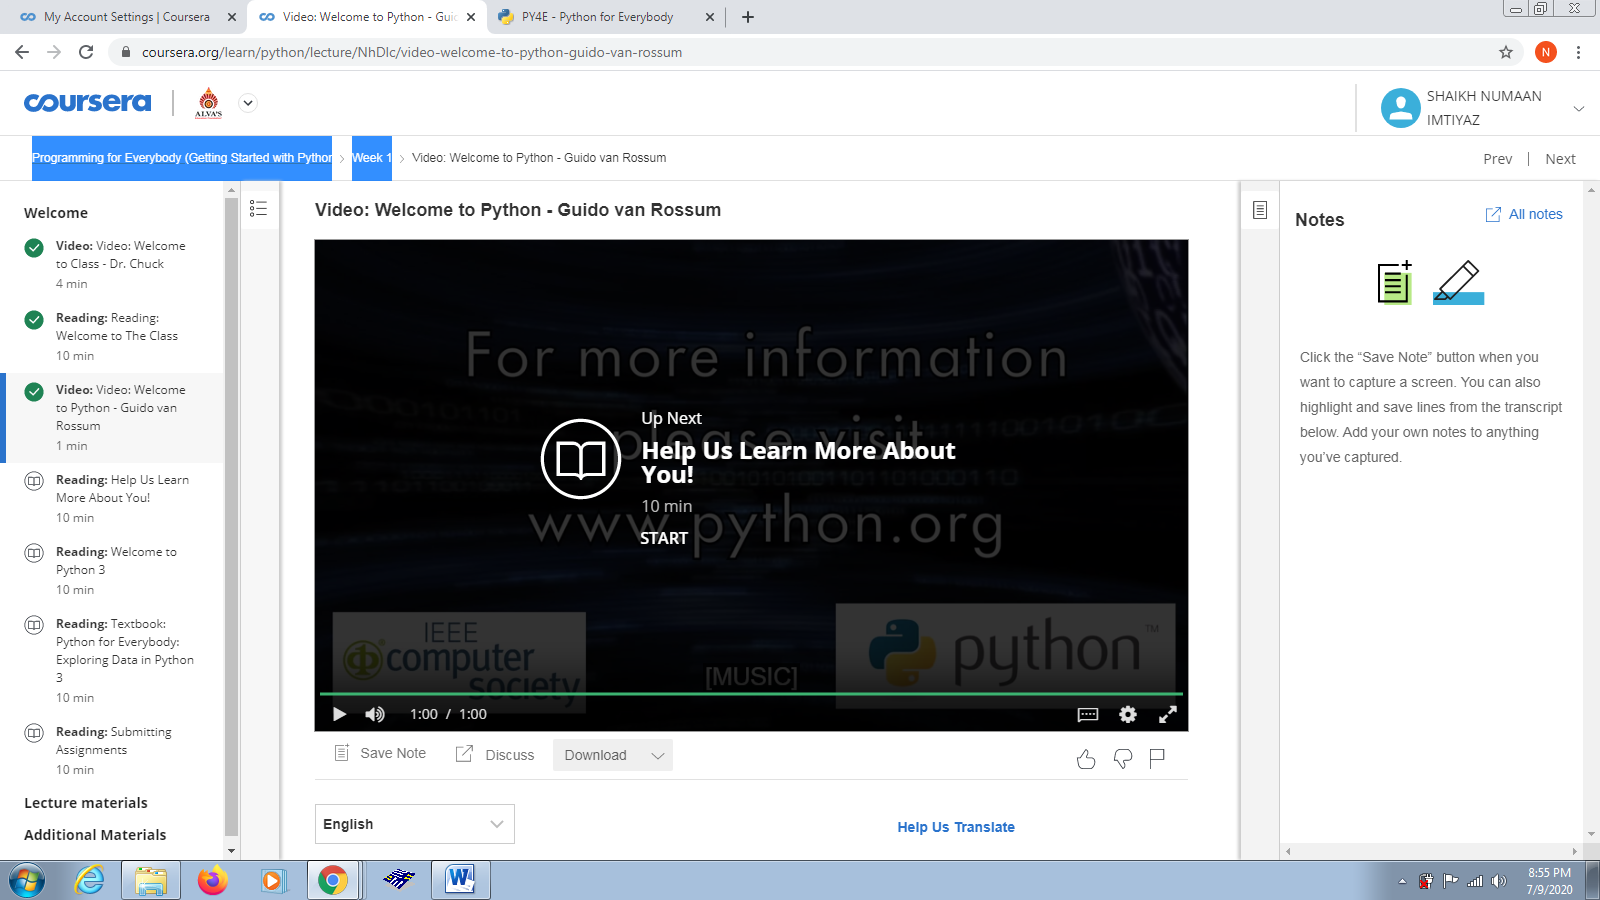 My Account Settings | Coursera
Video: Welcome to Python - Guid
PY4E - Python for Everybody
coursera.org/learn/python/lecture/NhDlc/video-welcome-to-python-guido-van-rossum
N
coursera
ALVA'S
SHAIKH NUMAAN
IMTIYAZ
Programming for Everybody (Getting Started with Python
Week 1
Video: Welcome to Python - Guido van Rossum
Prev | Next
Welcome
Video: Video: Welcome
to Class - Dr. Chuck
4 min
Reading: Reading:
Welcome to The Class
10 min
Video: Video: Welcome
to Python - Guido van
Rossum
1 min
Reading: Help Us Learn
More About You!
10 min
Reading: Welcome to
Python 3
10 min
Reading: Textbook:
Python for Everybody:
Exploring Data in Python
3
10 min
Reading: Submitting
Assignments
10 min
Lecture materials
Additional Materials
Video: Welcome to Python - Guido van Rossum
For more information
please visit
www.python.org
Up Next
Help Us Learn More About
You!
10 min
START
IEEE
computer
society
[MUSIC]
python TM
1:00 / 1:00
Save Note
Discuss
Download
English
Help Us Translate
Notes
All notes
Click the “Save Note” button when you
want to capture a screen. You can also
highlight and save lines from the transcript
below. Add your own notes to anything
you’ve captured.
8:55 PM
7/9/2020